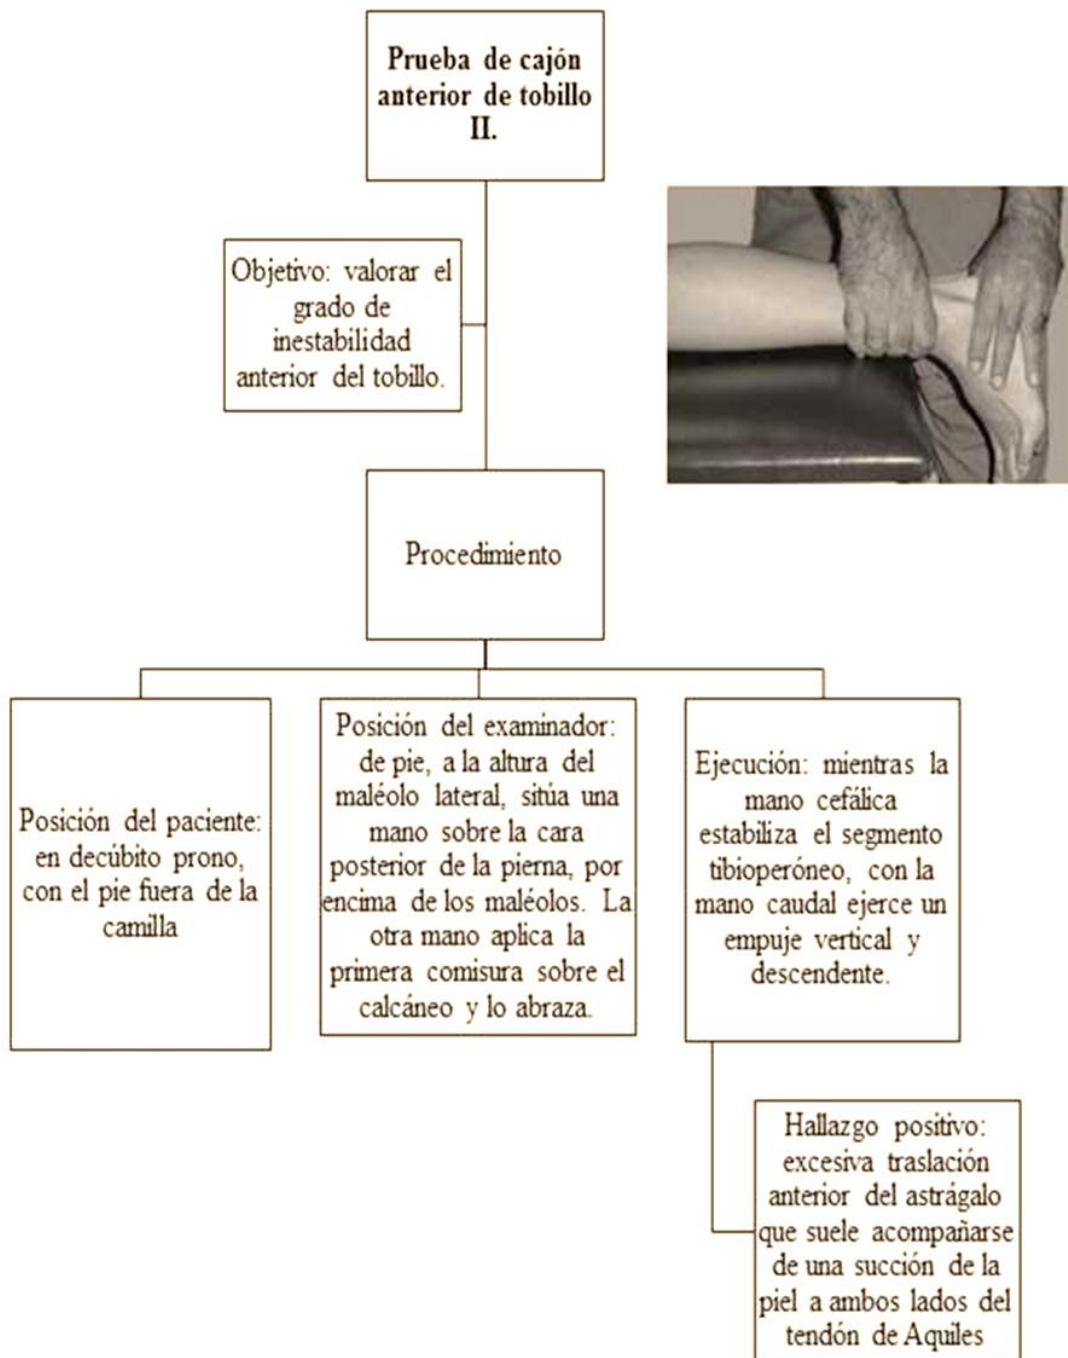 Prueba de cajón
anterior de tobillo
II.
Objetivo: valorar el
grado de
inestabilidad
anterior del tobillo.
Procedimiento
Posición del paciente:
en decúbito prono,
con el pie fuera de la
camilla
Posición del examinador:
de pie, a la altura del
maléolo lateral, sitúa una
mano sobre la cara
posterior de la pierna, por
encima de los maléolos. La
otra mano aplica la
primera comisura sobre el
calcáneo y lo abraza.
Ejecución: mientras la
mano cefálica
estabiliza el segmento
tibioperóneo, con la
mano caudal ejerce un
empuje vertical y
descendente.
Hallazgo positivo:
excesiva traslación
anterior del astrágalo
que suele acompañarse
de una succión de la
piel a ambos lados del
tendón de Aquiles